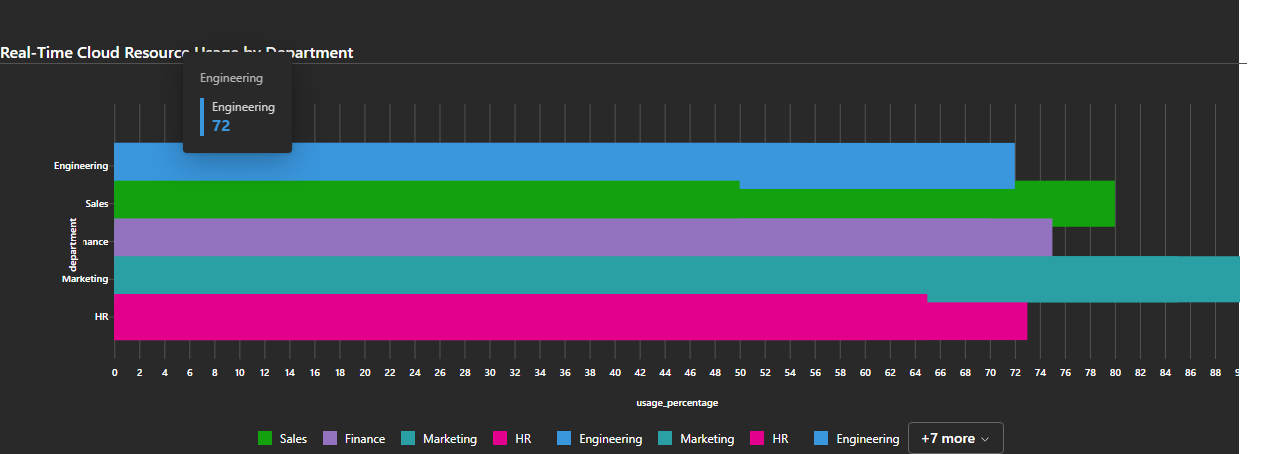 Real-Time Cloud Resource Usage by Department
Engineering
Engineering
72
Engineering
Sales
nance
Marketing
HR
department
0 2 4 6 8 10 12 14 16 18 20 22 24 26 28 30 32 34 36 38 40 42 44 46 48 50 52 54 56 58 60 62 64 66 68 70 72 74 76 78 80 82 84 86 88
usage_percentage
Sales Finance Marketing HR Engineering Marketing HR Engineering +7 more